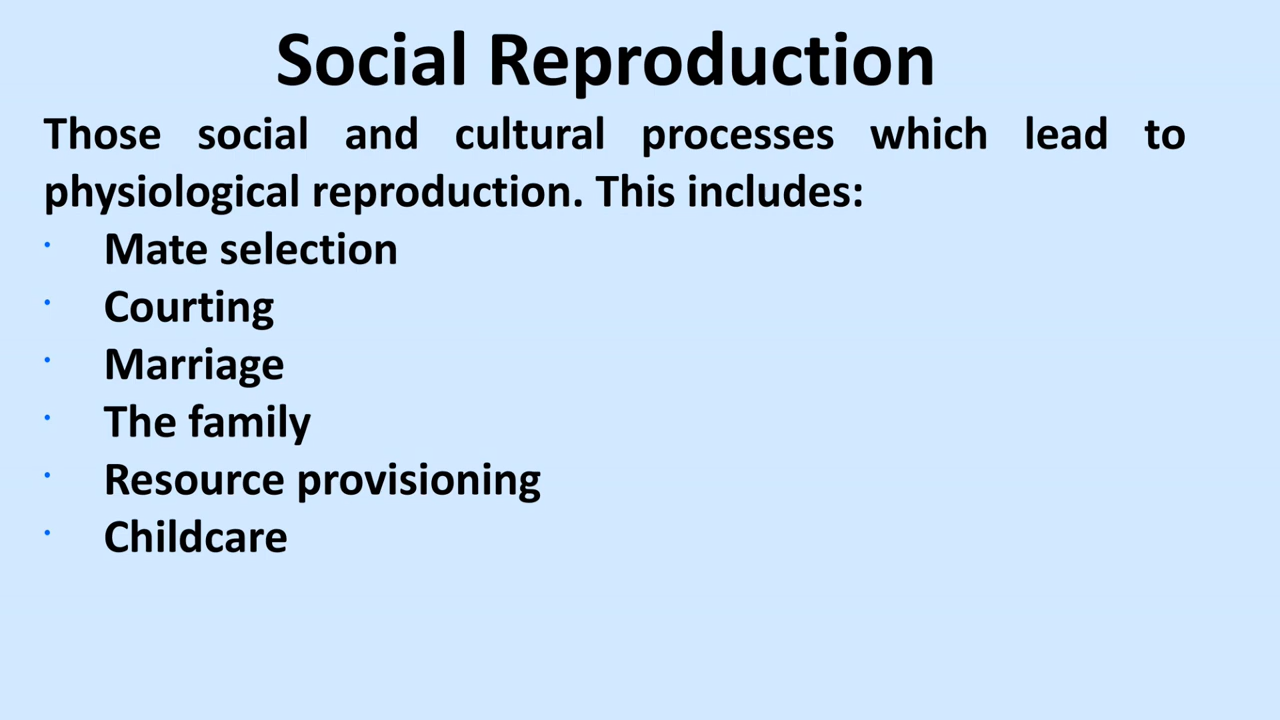 Social Reproduction
Those social and cultural processes which lead to
physiological reproduction. This includes:
· Mate selection
· Courting
· Marriage
· The family
· Resource provisioning
· Childcare